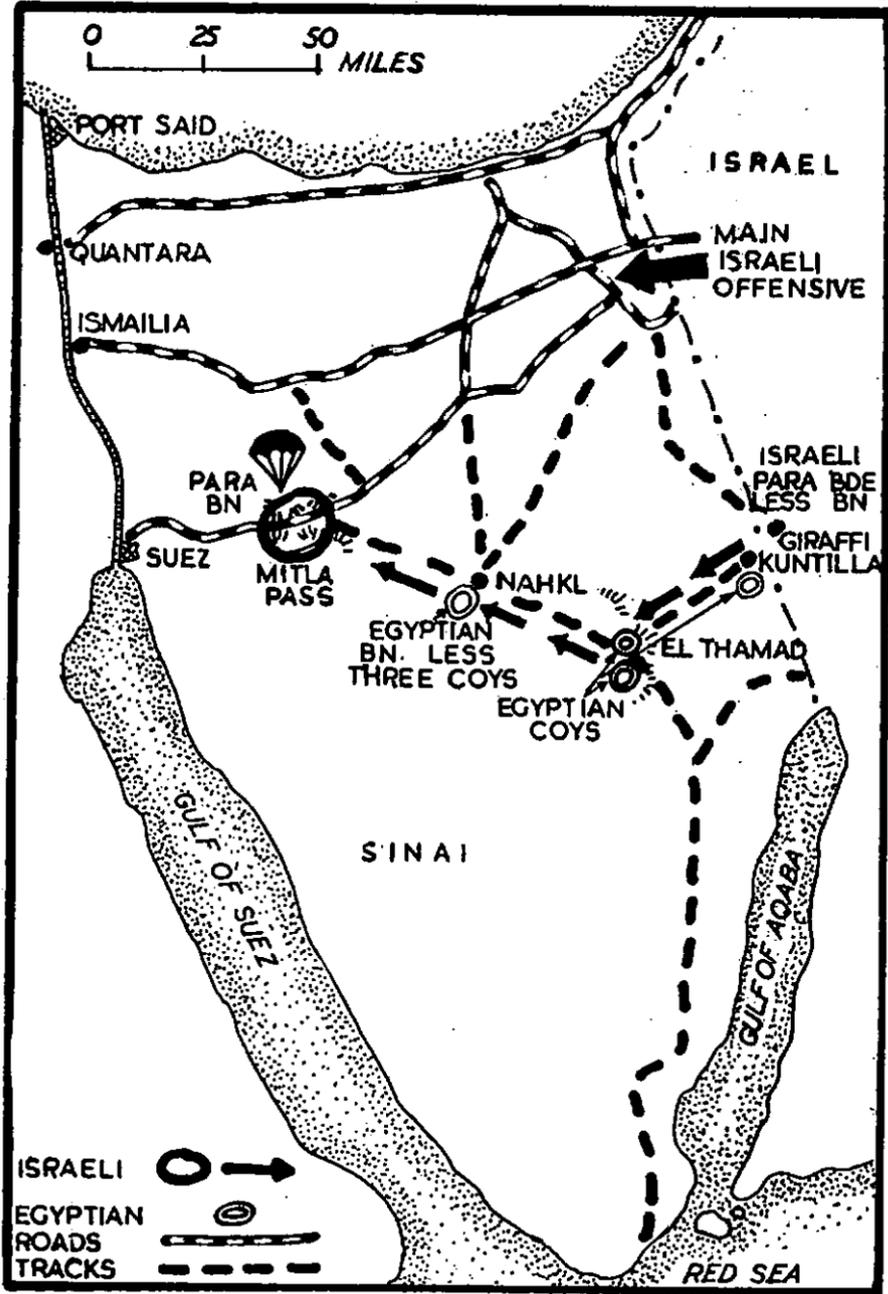 0 25 50
MILES
PORT SAID
ISRAEL
QUANTARA
MAIN
ISRAELI
OFFENSIVE
ISMAILIA
PARA
BN
ISRAELI
PARA BDE
LESS BN
GIRAFFI
KUNTILLA
SUEZ
MITLA
PASS
NAHKL
EGYPTIAN
BN. LESS
THREE COYS
EL THAMAD
EGYPTIAN
COYS
SINAI
GULF OF SUEZ
GULF OF AQABA
ISRAELI
EGYPTIAN
ROADS
TRACKS
RED SEA